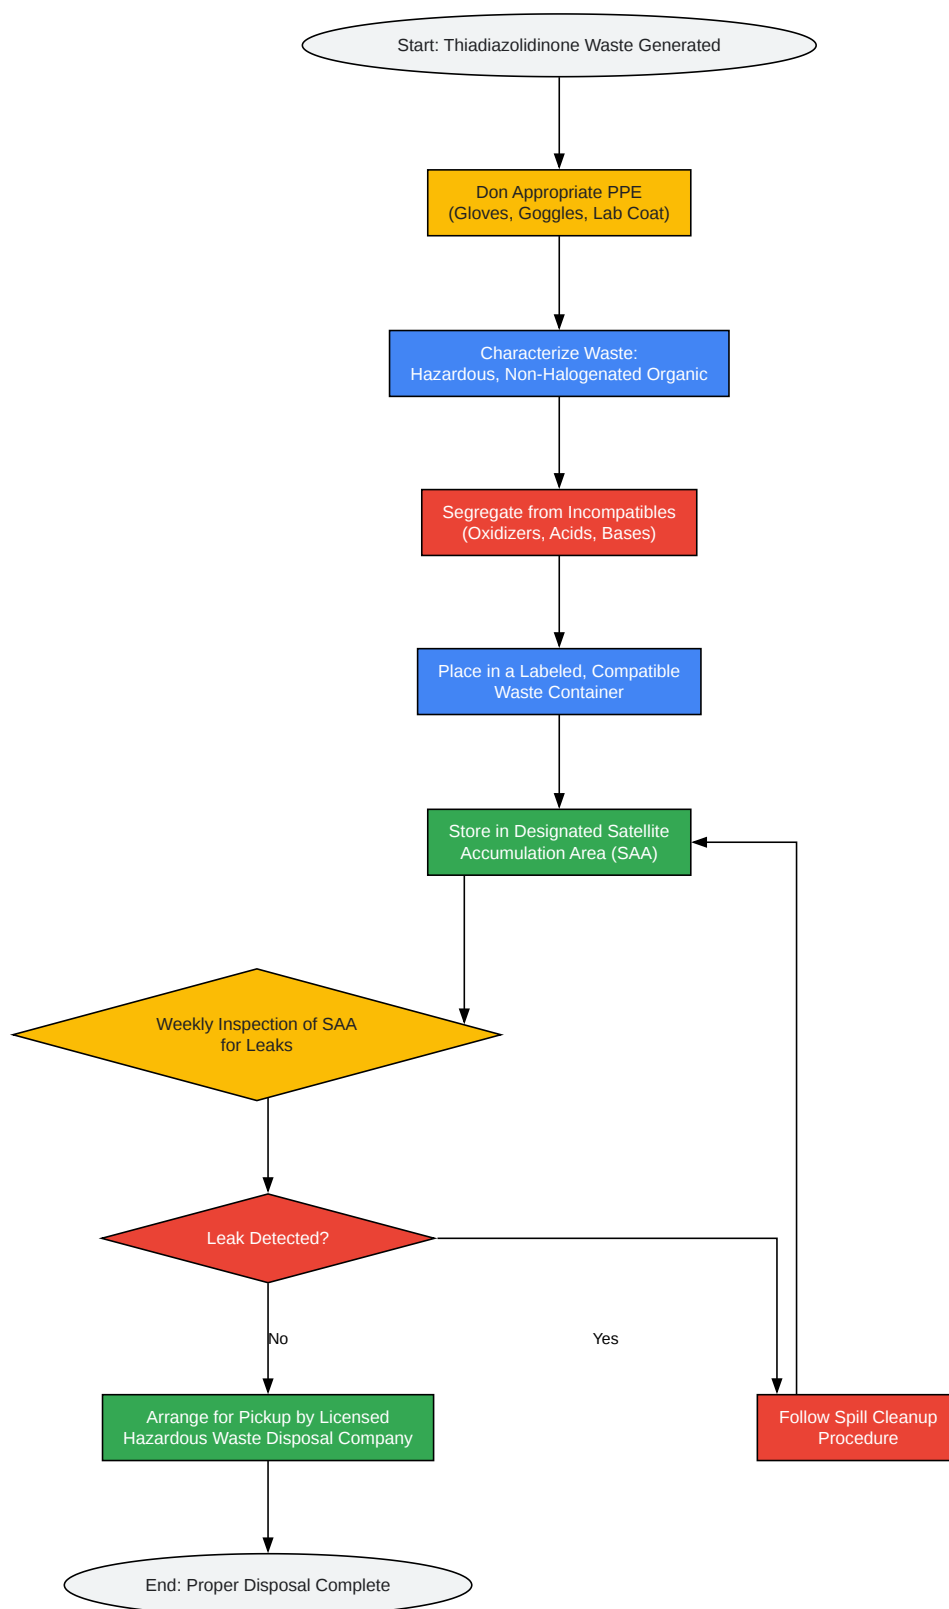 Start: Thiadiazolidinone Waste Generated
Don Appropriate PPE
(Gloves, Goggles, Lab Coat)
Characterize Waste:
Hazardous, Non-Halogenated Organic
Segregate from Incompatibles
(Oxidizers, Acids, Bases)
Place in a Labeled, Compatible
Waste Container
Store in Designated Satellite
Accumulation Area (SAA)
Weekly Inspection of SAA
for Leaks
Leak Detected?
No
Yes
Arrange for Pickup by Licensed
Hazardous Waste Disposal Company
Follow Spill Cleanup
Procedure
End: Proper Disposal Complete